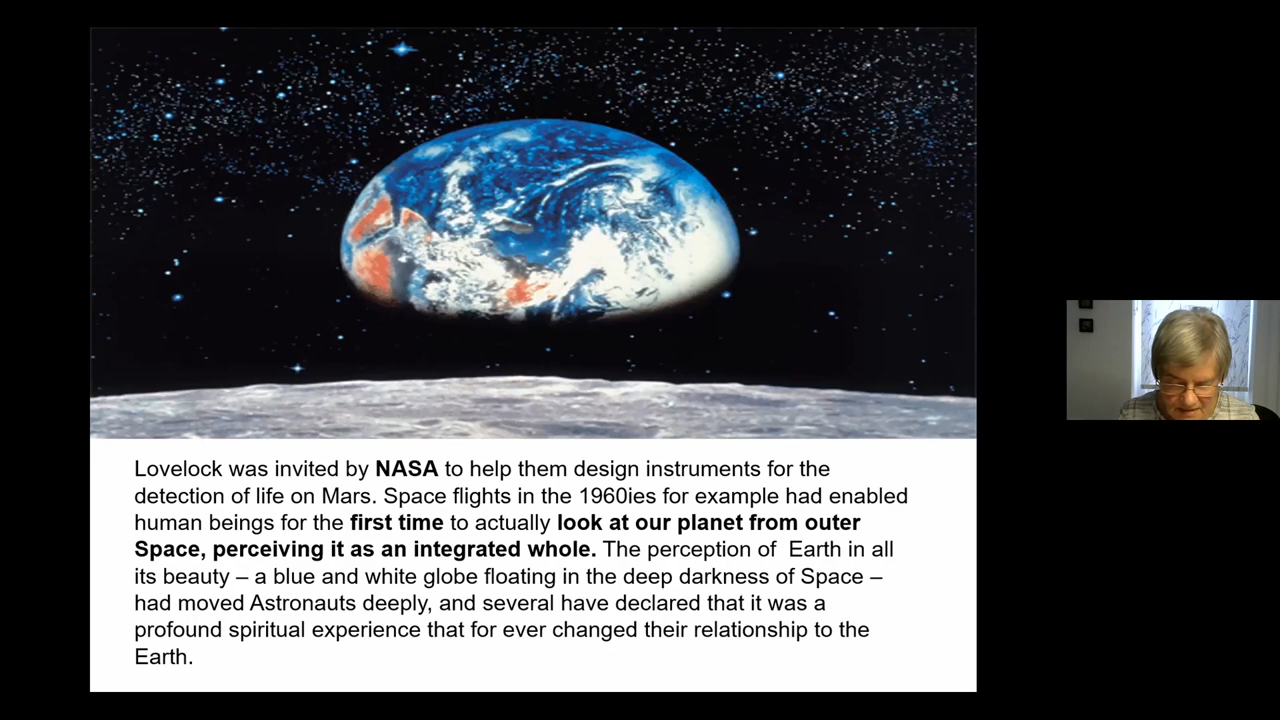 Lovelock was invited by NASA to help them design instruments for the
detection of life on Mars. Space flights in the 1960ies for example had enabled
human beings for the first time to actually look at our planet from outer
Space, perceiving it as an integrated whole. The perception of  Earth in all
its beauty – a blue and white globe floating in the deep darkness of Space –
had moved Astronauts deeply, and several have declared that it was a
profound spiritual experience that for ever changed their relationship to the
Earth.